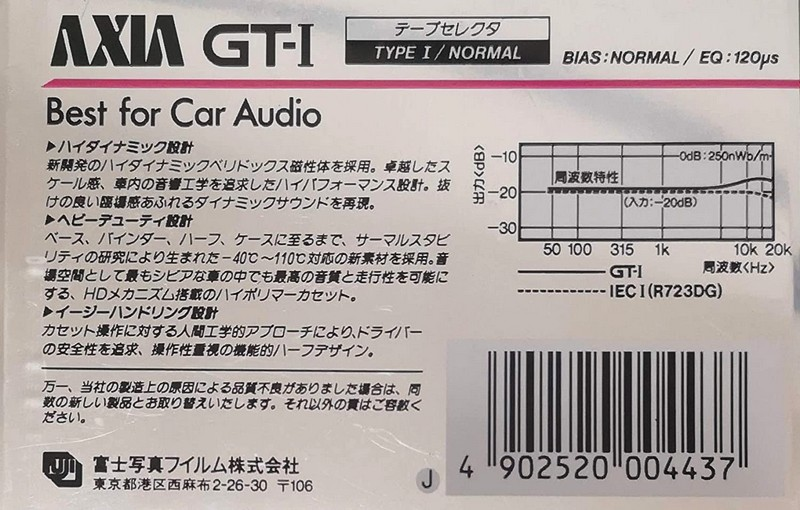 AXIA GT-I
テープセレクタ
TYPE I/NORMAL
BIAS:NORMAL/EQ:120μs
Best for Car Audio
▶ハイダイナミック設計
新開発のハイダイナミックベリドックス磁性体を採用。卓越したス
ケール感、車内の音響工学を追求したハイパフォーマンス設計。抜
けの良い臨場感あふれるダイナミックサウンドを再現。
▶ヘビーデューティ設計
ベース、バインダー、ハーフ、ケースに至るまで、サーマルスタビ
リティの研究により生まれた−40℃〜110℃対応の新素材を採用。音
場空間として最もシビアな車の中でも最高の音質と走行性を可能に
する、HDメカニズム搭載のハイポリマーカセット。
▶イージーハンドリング設計
カセット操作に対する人間工学的アプローチにより、ドライバー
の安全性を追求、操作性重視の機能的ハーフデザイン。
万一、当社の製造上の原因による品質不良がありました場合は、同
数の新しい製品とお取り替えいたします。それ以外の責はご容赦く
ださい。
FUJI
富士写真フイルム株式会社
東京都港区西麻布2-26-30 〒106
J
出力<dB>
−10
−20
−30
0dB:250nWb/m
周波数特性
(入力:−20dB)
50 100 315 1k 10k 20k
周波数<Hz>
GT-I
IEC I(R723DG)
4 902520 004437